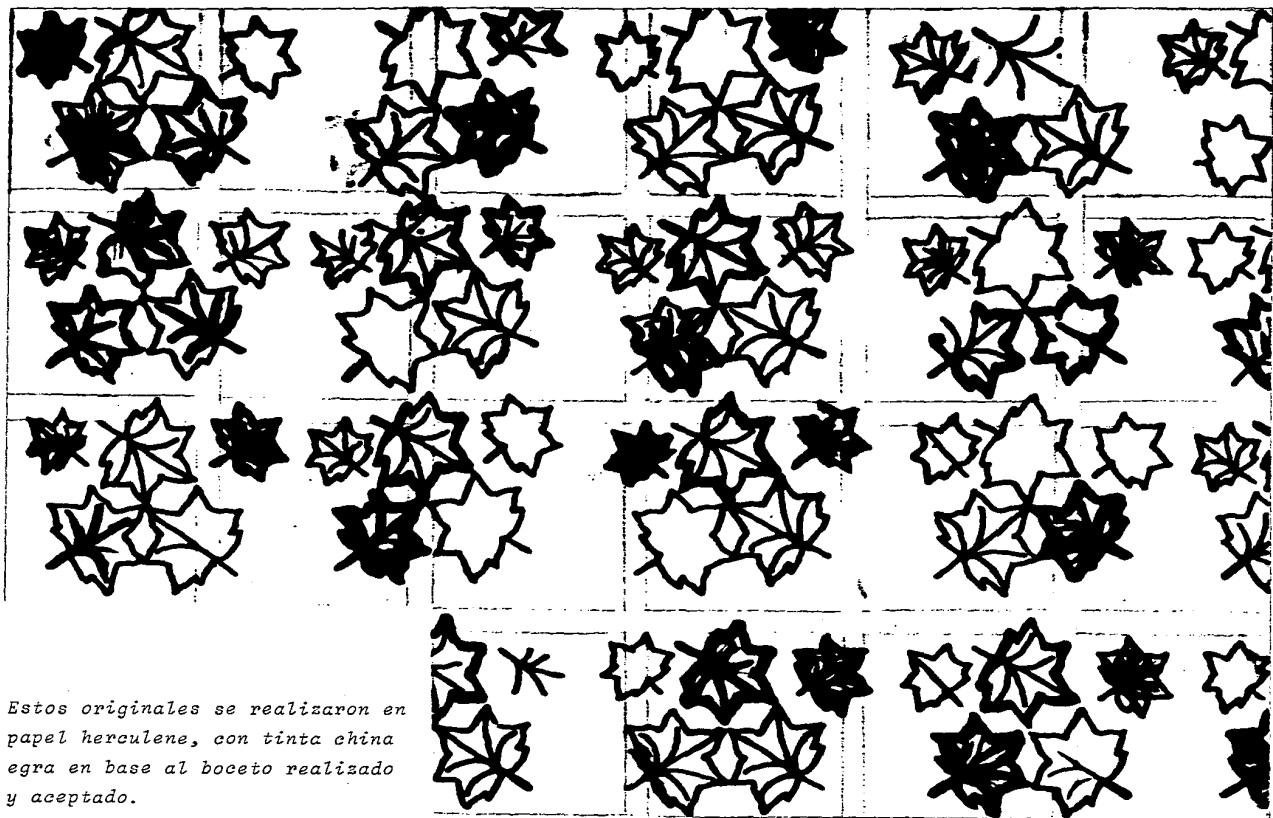 Estos originales se realizaron en
papel herculene, con tinta china
egra en base al boceto realizado
y aceptado.